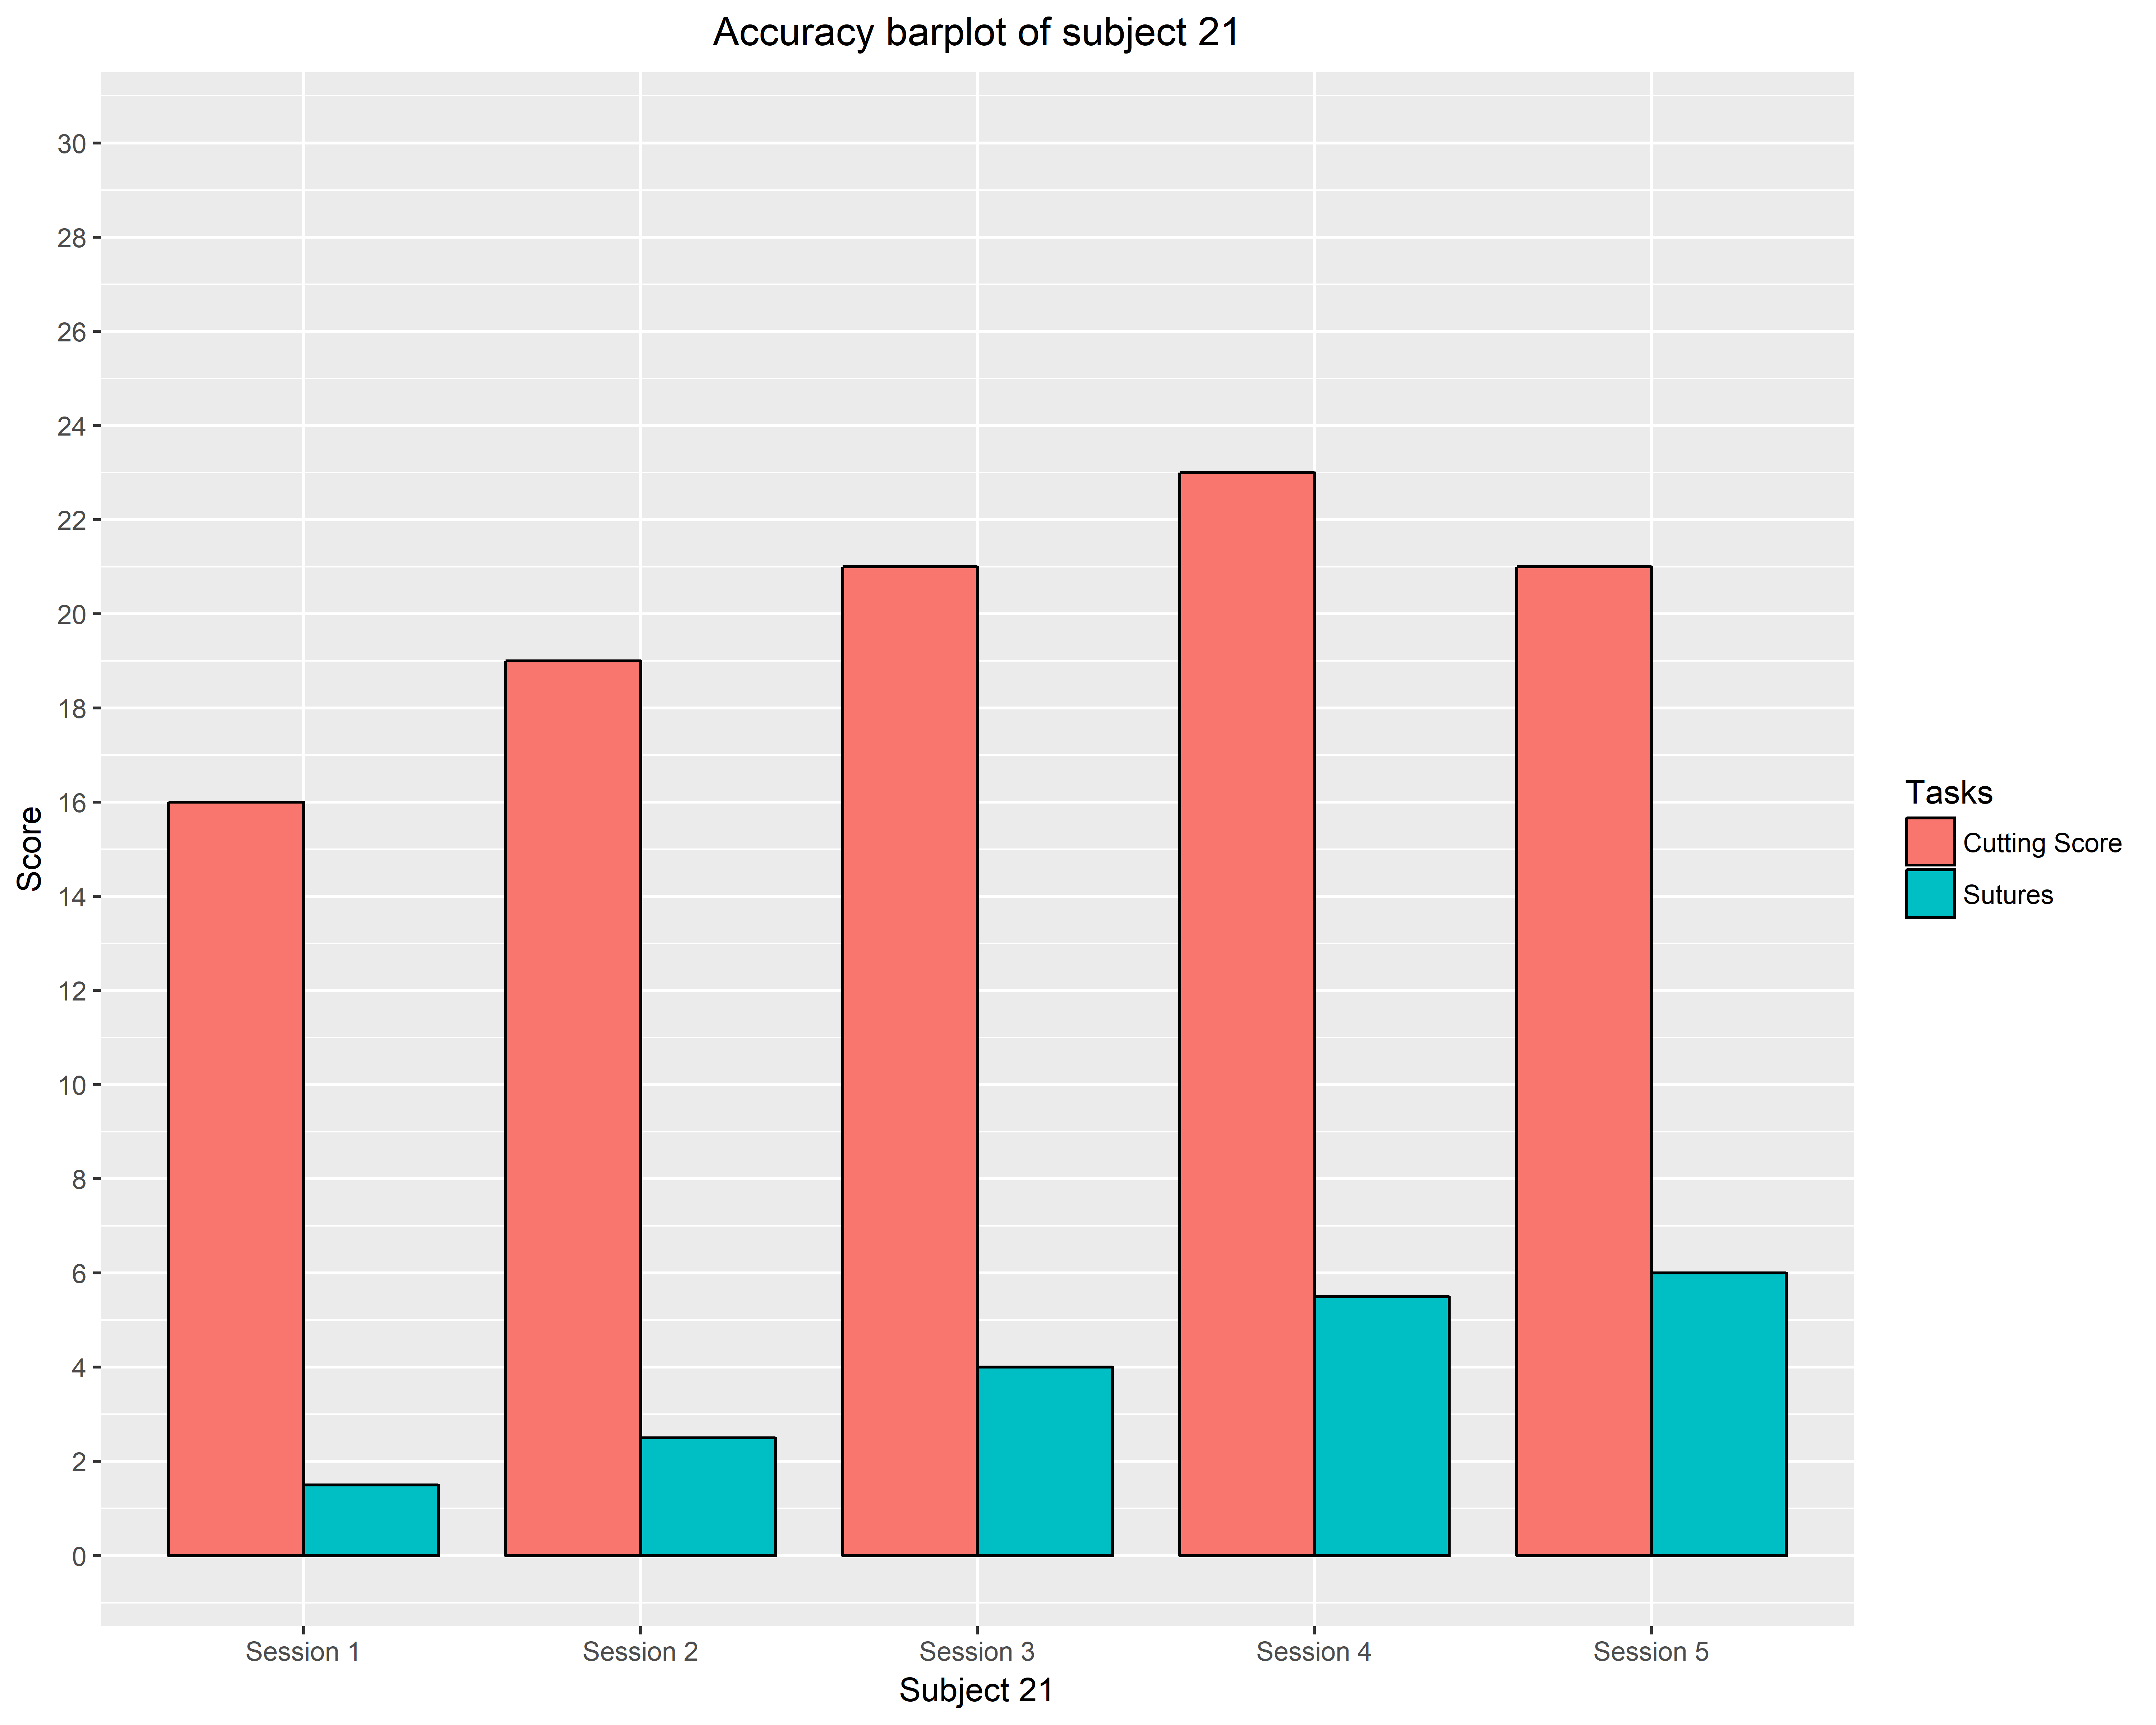 Accuracy barplot of subject 21
Score
30
28
26
24
22
20
18
16
14
12
10
8
6
4
2
0
Session 1 Session 2 Session 3 Session 4 Session 5
Subject 21
Tasks
Cutting Score
Sutures